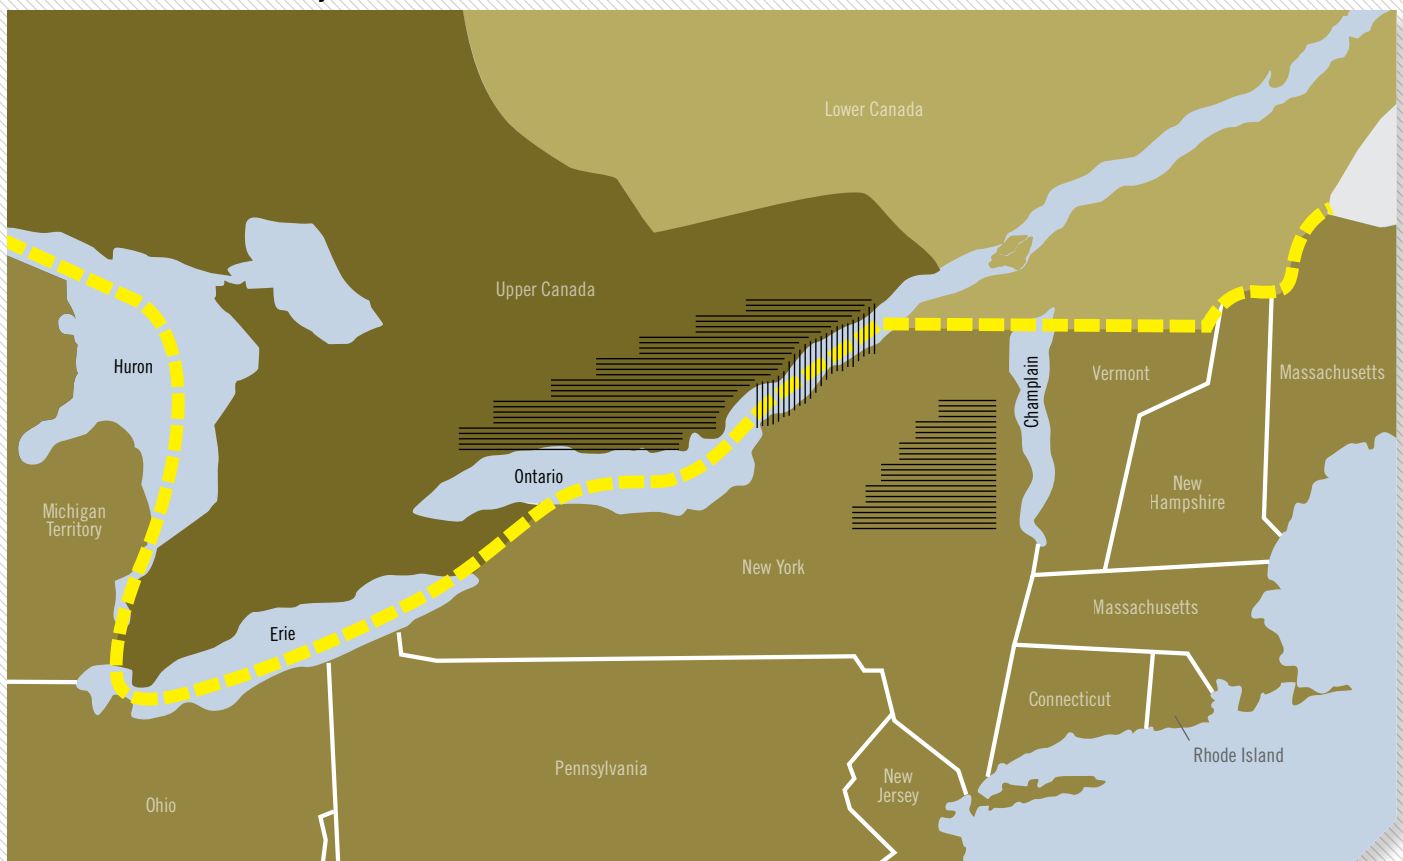 Lower Canada
Upper Canada
Huron
Champlain
Vermont
Massachusetts
Ontario
New
Hampshire
Michigan
Territory
New York
Massachusetts
Erie
Connecticut
Rhode Island
Pennsylvania
New
Jersey
Ohio